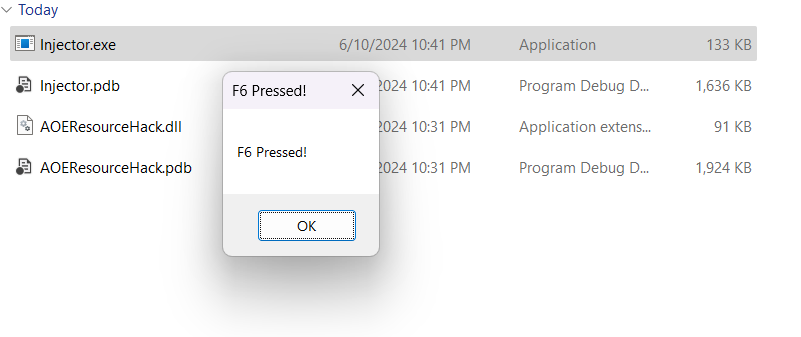 Today
Injector.exe 6/10/2024 10:41 PM Application 133 KB
Injector.pdb 10:41 PM Program Debug D... 1,636 KB
AOEResourceHack.dll 2024 10:31 PM Application extens... 91 KB
AOEResourceHack.pdb 2024 10:31 PM Program Debug D... 1,924 KB
F6 Pressed!
F6 Pressed!
OK